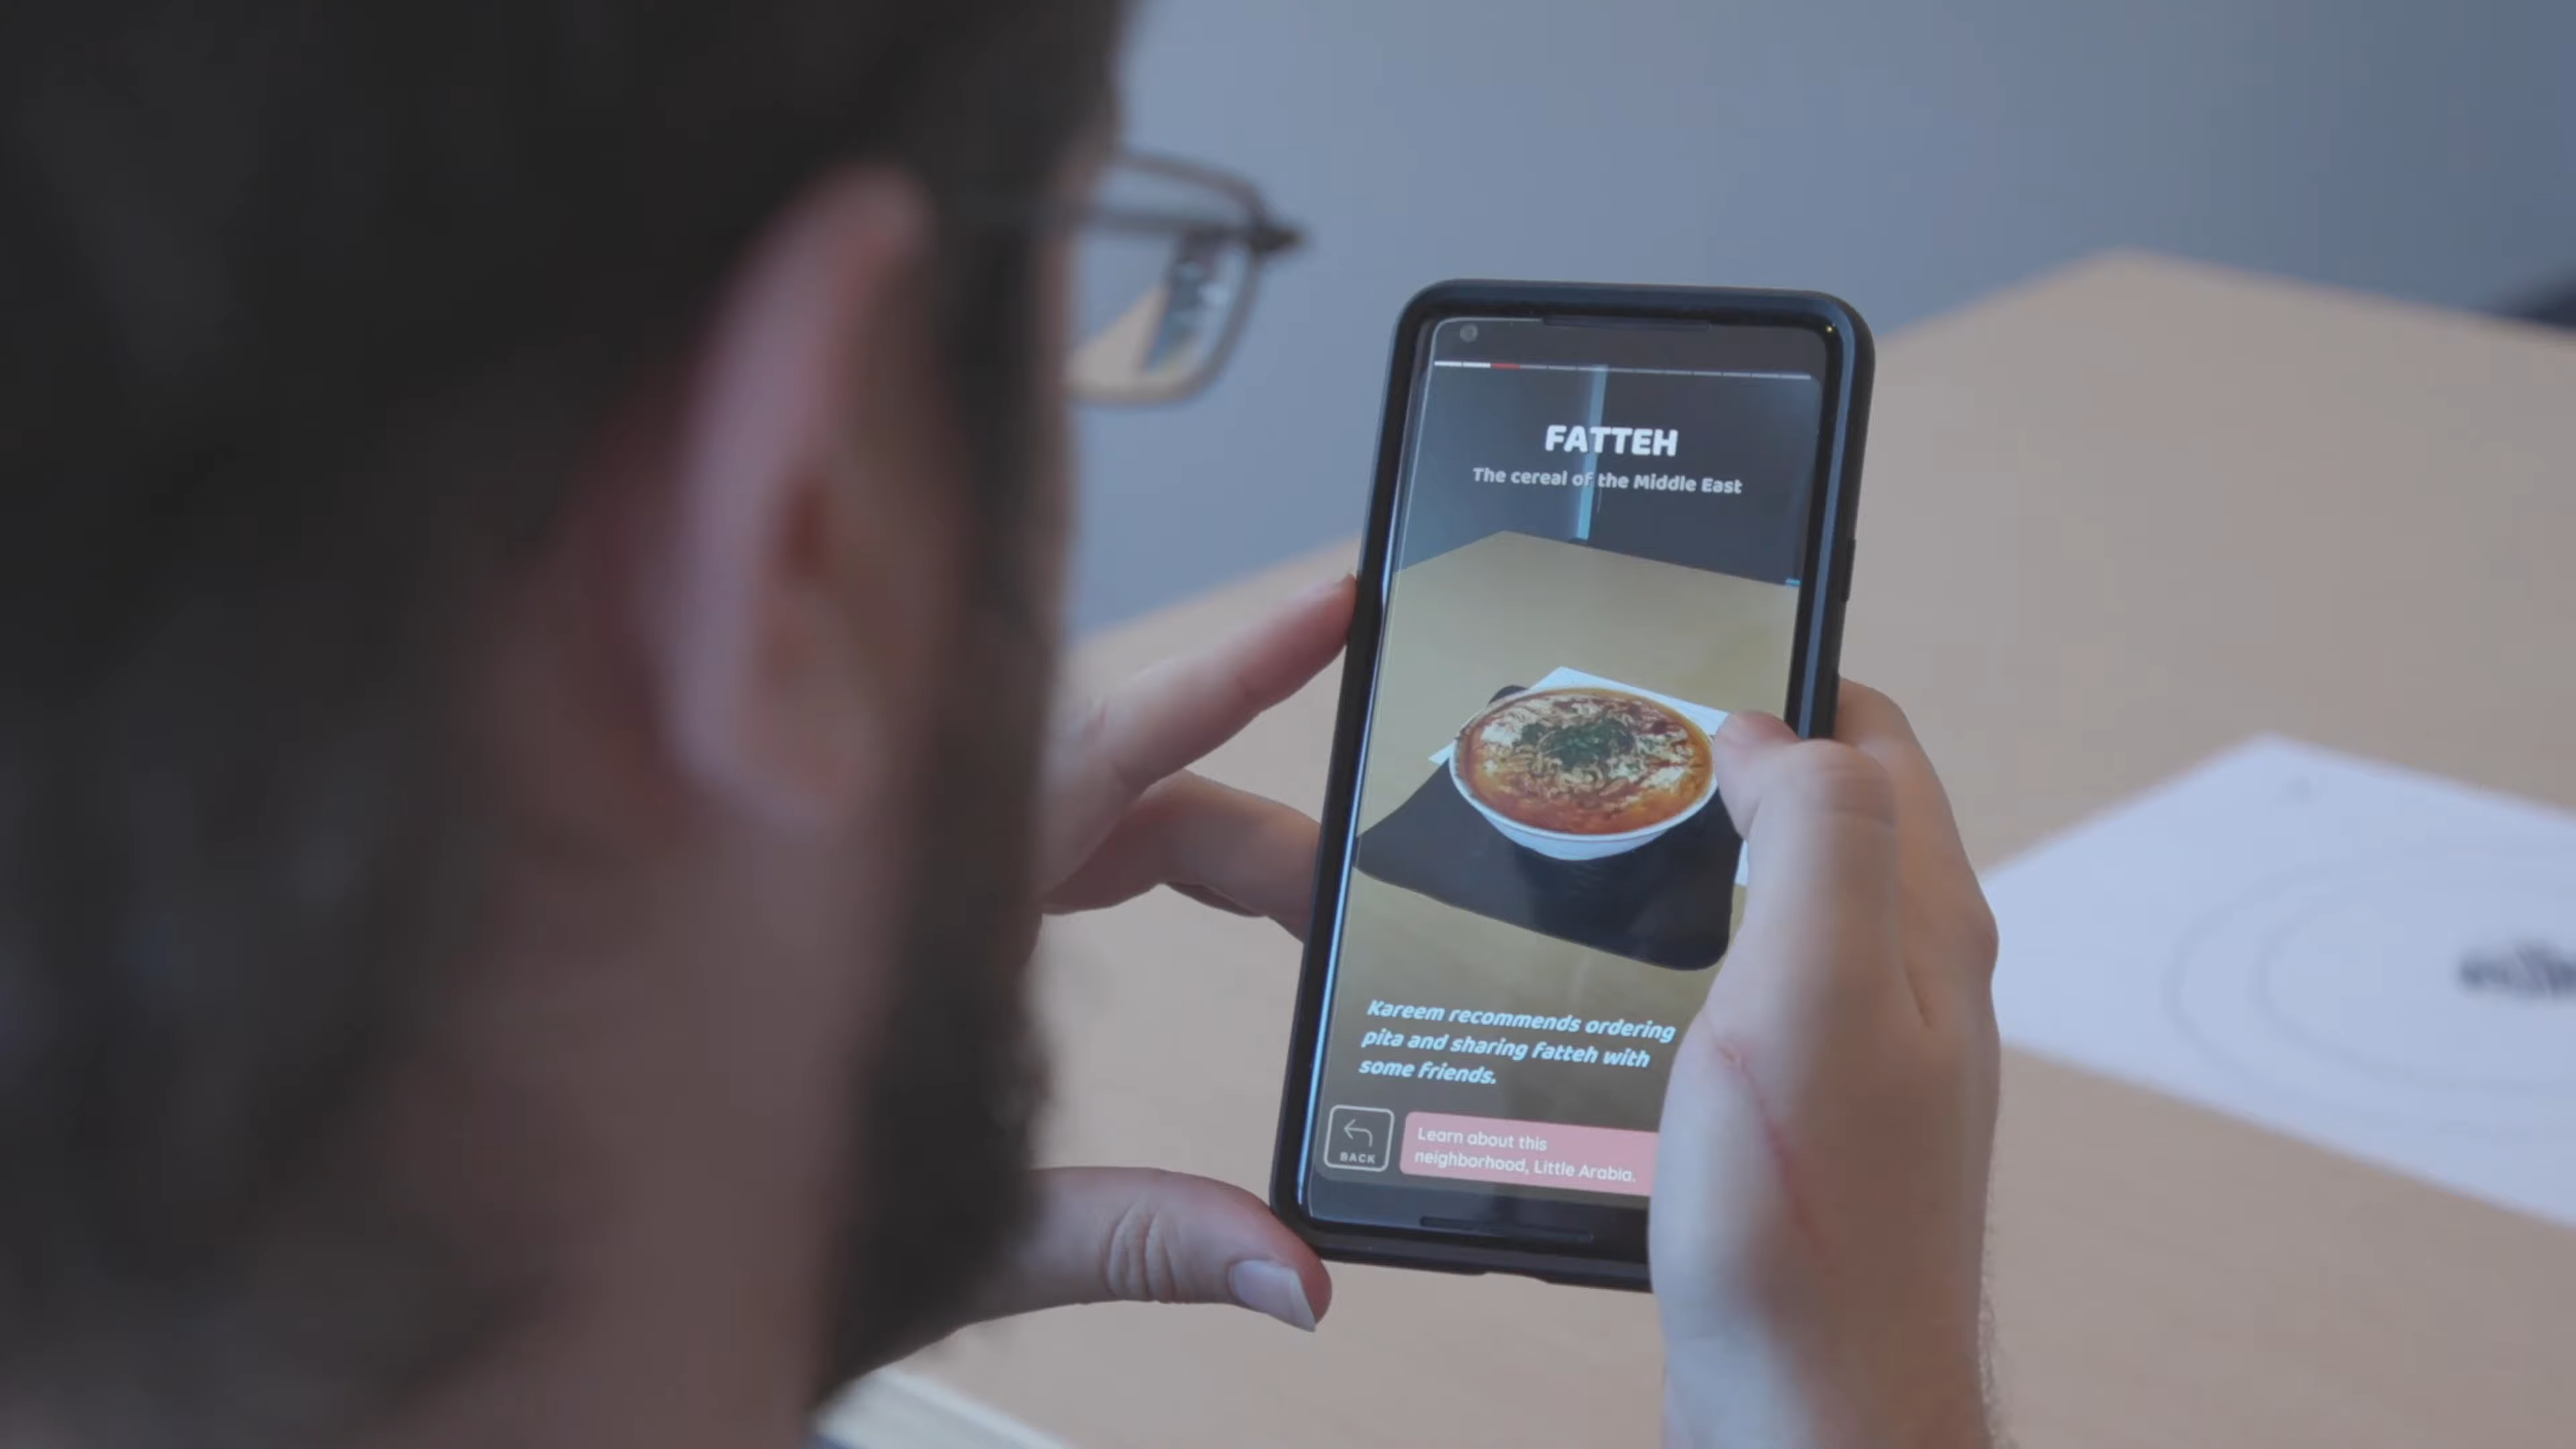 FATTEH
The cereal of the Middle East
Kareem recommends ordering
pita and sharing Fatteh with
some friends.
BACK
Learn about this
neighborhood, Little Arabia.